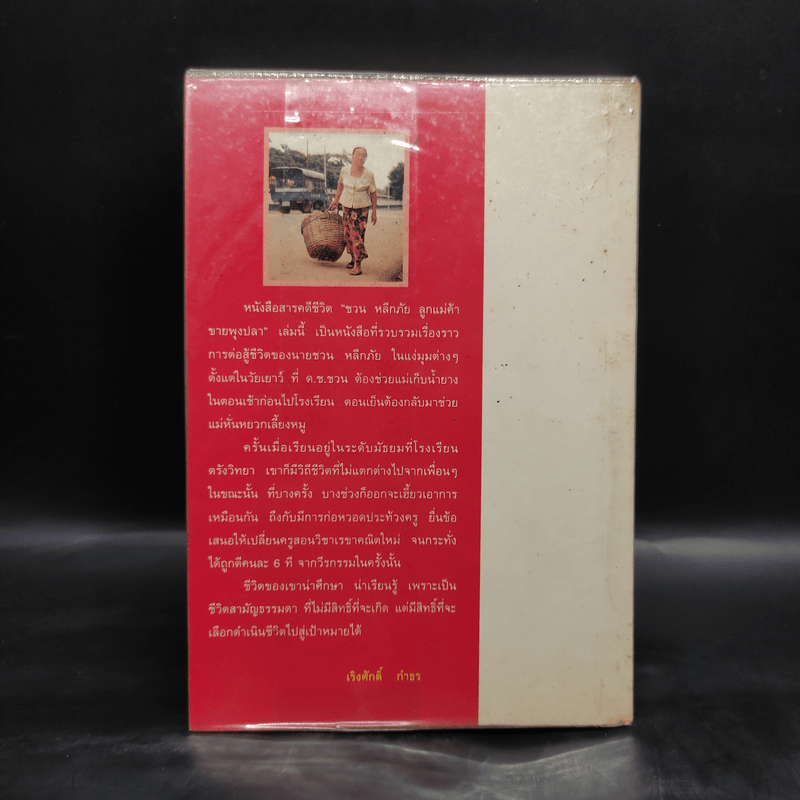 หนังสือสารคดีชีวิต "ชวน หลีกภัย ลูกแม่ค้า
ขายพุงปลา" เล่มนี้ เป็นหนังสือที่รวบรวมเรื่องราว
การต่อสู้ชีวิตของนายชวน หลีกภัย ในแง่มุมต่างๆ
ตั้งแต่ในวัยเยาว์ ที่ ด.ช.ชวน ต้องช่วยแม่เก็บน้ำยาง
ในตอนเช้าก่อนไปโรงเรียน ตอนเย็นต้องกลับมาช่วย
แม่หั่นหยวกเลี้ยงหมู
ครั้นเมื่อเรียนอยู่ในระดับมัธยมที่โรงเรียน
ตรังวิทยา เขาก็มีวิถีชีวิตที่ไม่แตกต่างไปจากเพื่อนๆ
ในขณะนั้น ที่บางครั้ง บางช่วงก็ออกจะเฮี้ยวเอาการ
เหมือนกัน ถึงกับมีการก่อหวอดประท้วงครู ยื่นข้อ
เสนอให้เปลี่ยนครูสอนวิชาเรขาคณิตใหม่ จนกระทั่ง
ได้ถูกตีคนละ 6 ที จากวีรกรรมในครั้งนั้น
ชีวิตของเขาน่าศึกษา น่าเรียนรู้ เพราะเป็น
ชีวิตสามัญธรรมดา ที่ไม่มีสิทธิ์ที่จะเกิด แต่มีสิทธิ์ที่จะ
เลือกดำเนินชีวิตไปสู่เป้าหมายได้
เริงศักดิ์ กำธร